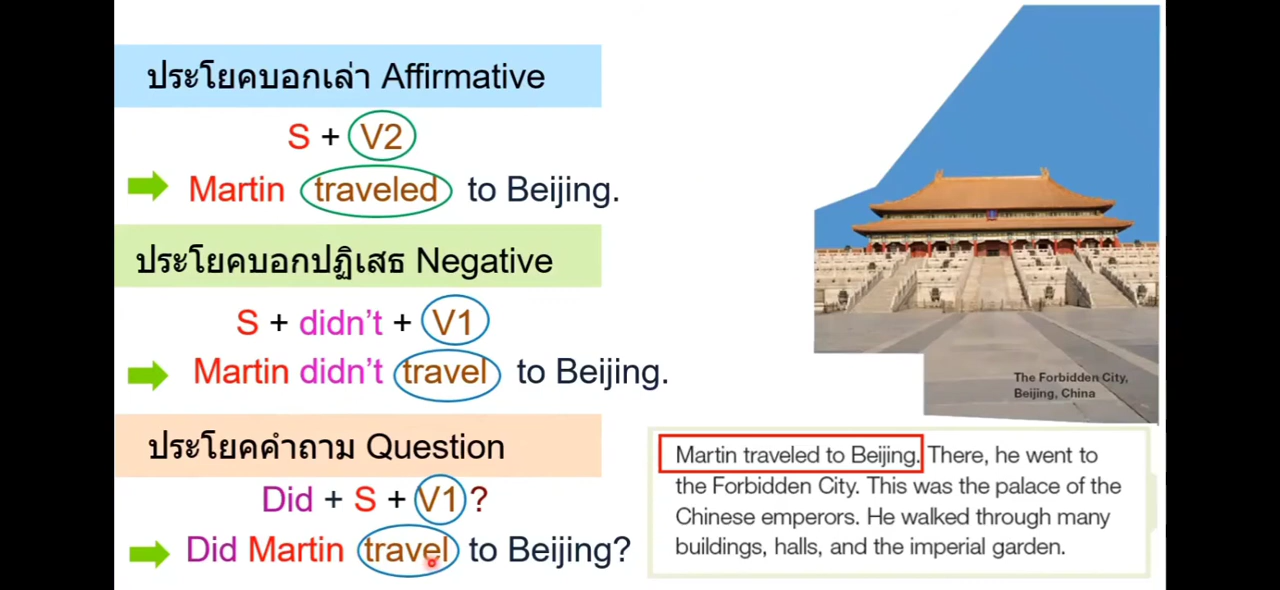 ประโยคบอกเล่า Affirmative
S + V2
Martin traveled to Beijing.
ประโยคบอกปฏิเสธ Negative
S + didn't + V1
Martin didn't travel to Beijing.
ประโยคคำถาม Question
Did + S + V1 ?
Did Martin travel to Beijing?
The Forbidden City,
Beijing, China
Martin traveled to Beijing. There, he went to
the Forbidden City. This was the palace of the
Chinese emperors. He walked through many
buildings, halls, and the imperial garden.